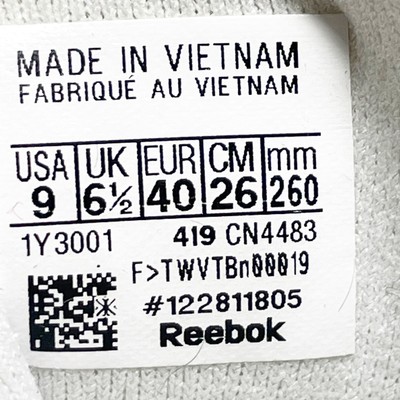 MADE IN VIETNAM
FABRIQUÉ AU VIETNAM
USA UK EUR CM mm
9 6½ 40 26 260
1Y3001 419 CN4483
F>TWVTBn00019
#122811805
Reebok